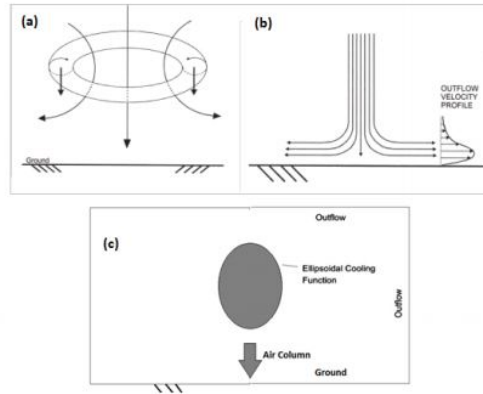 (a)
Ground
(b)
OUTFLOW
VELOCITY
PROFILE
(c)
Outflow
Ellipsoidal Cooling
Function
Outflow
Air Column
Ground